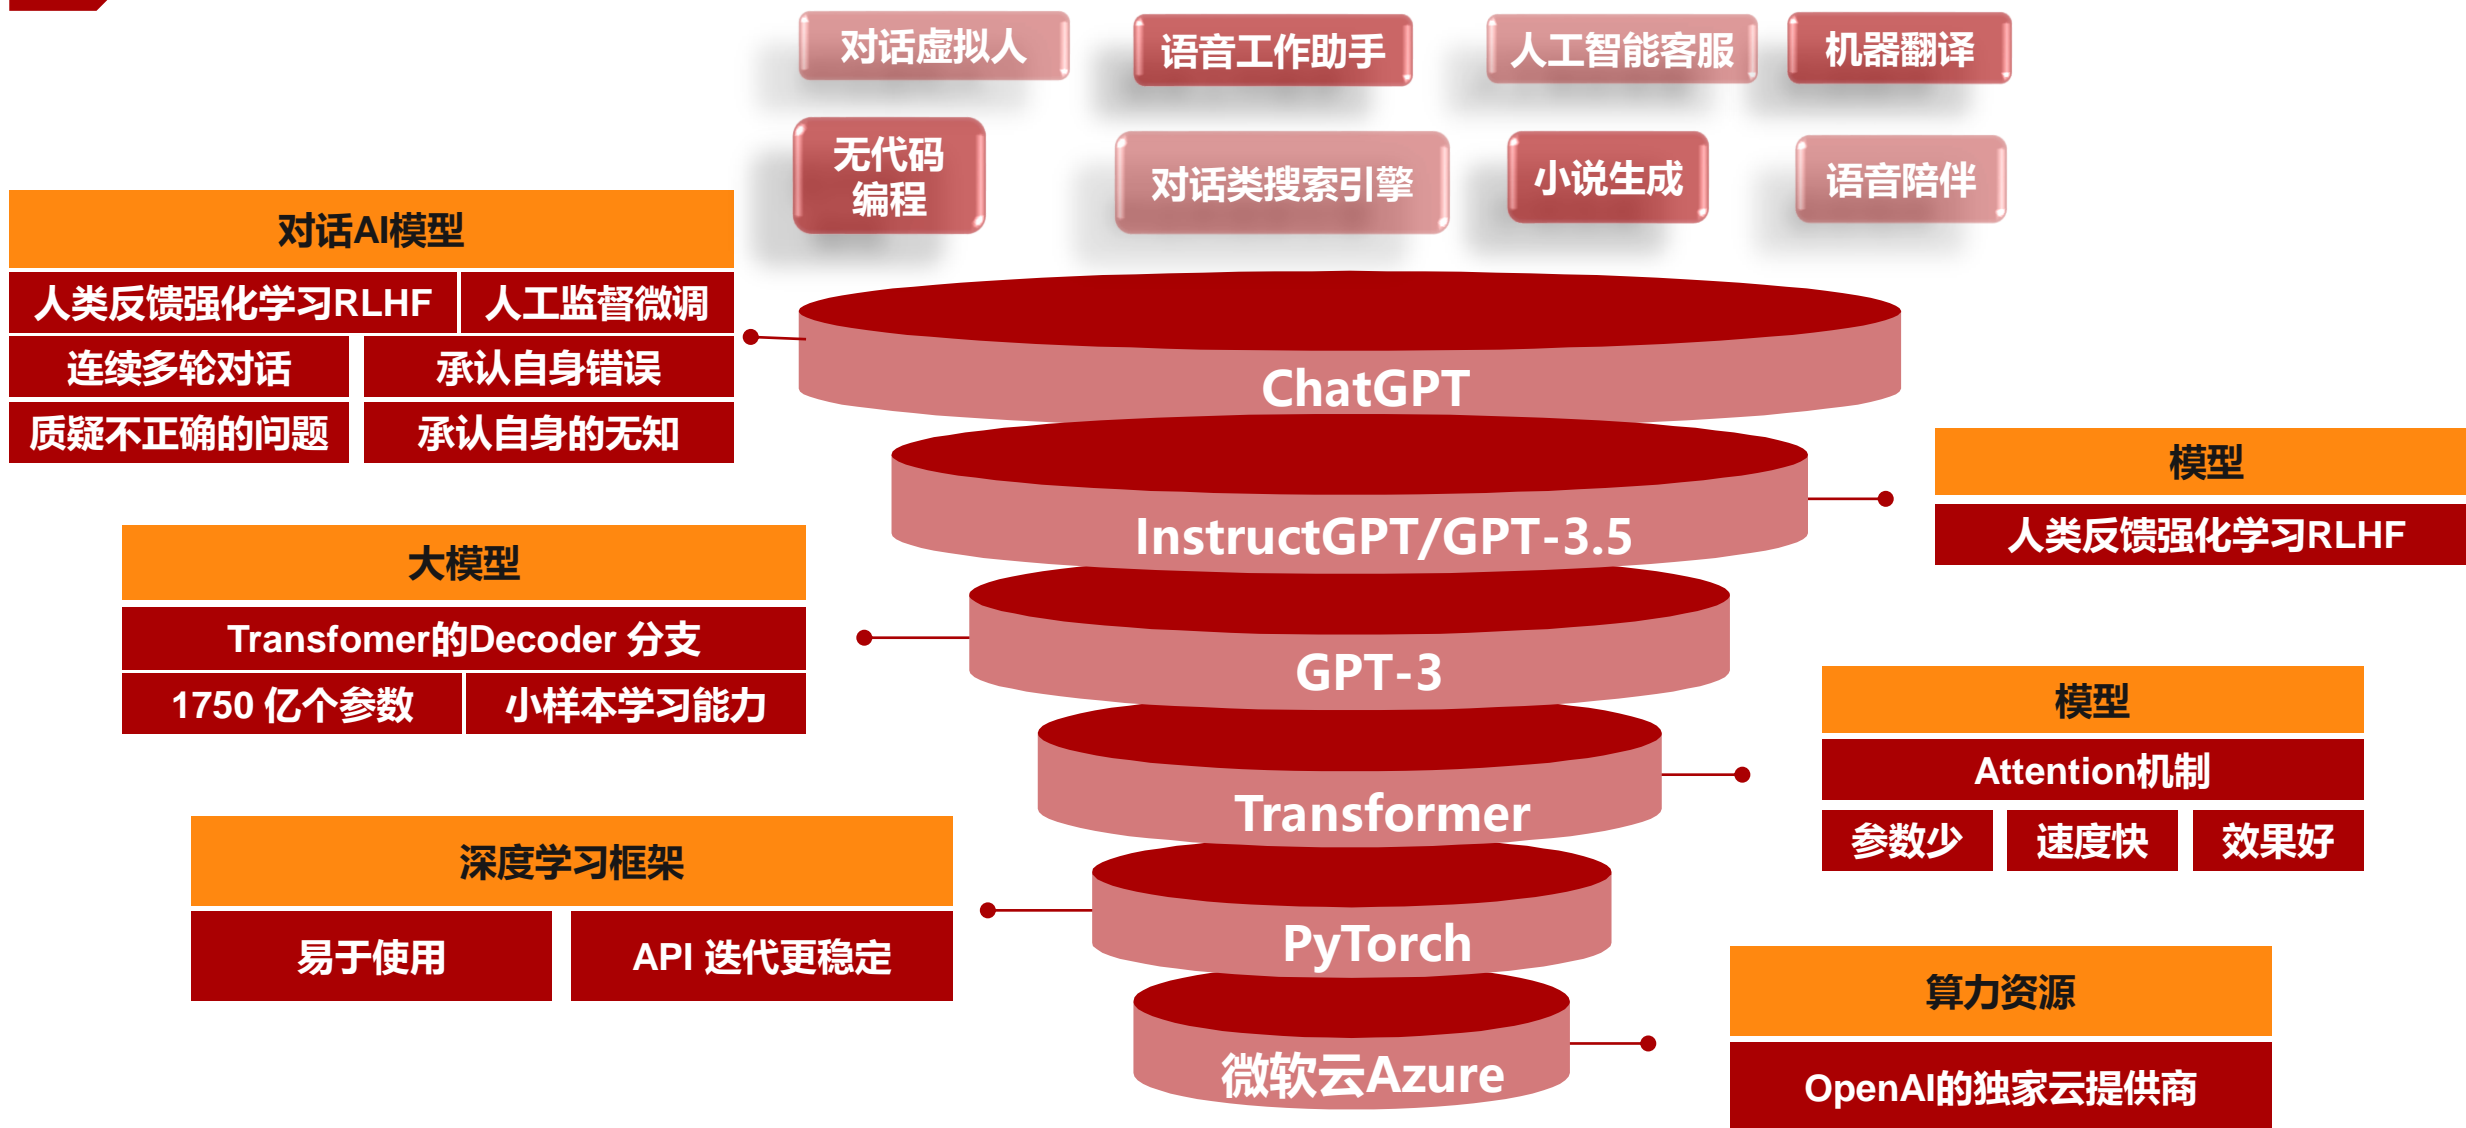 对话虚拟人
语音工作助手
人工智能客服
机器翻译
无代码
编程
对话类搜索引擎
小说生成
语音陪伴
对话AI模型
人类反馈强化学习RLHF
人工监督微调
连续多轮对话
承认自身错误
质疑不正确的问题
承认自身的无知
ChatGPT
InstructGPT/GPT-3.5
模型
人类反馈强化学习RLHF
大模型
Transfomer的Decoder 分支
1750 亿个参数
小样本学习能力
GPT-3
Transformer
模型
Attention机制
参数少
速度快
效果好
深度学习框架
易于使用
API 迭代更稳定
PyTorch
微软云Azure
算力资源
OpenAI的独家云提供商